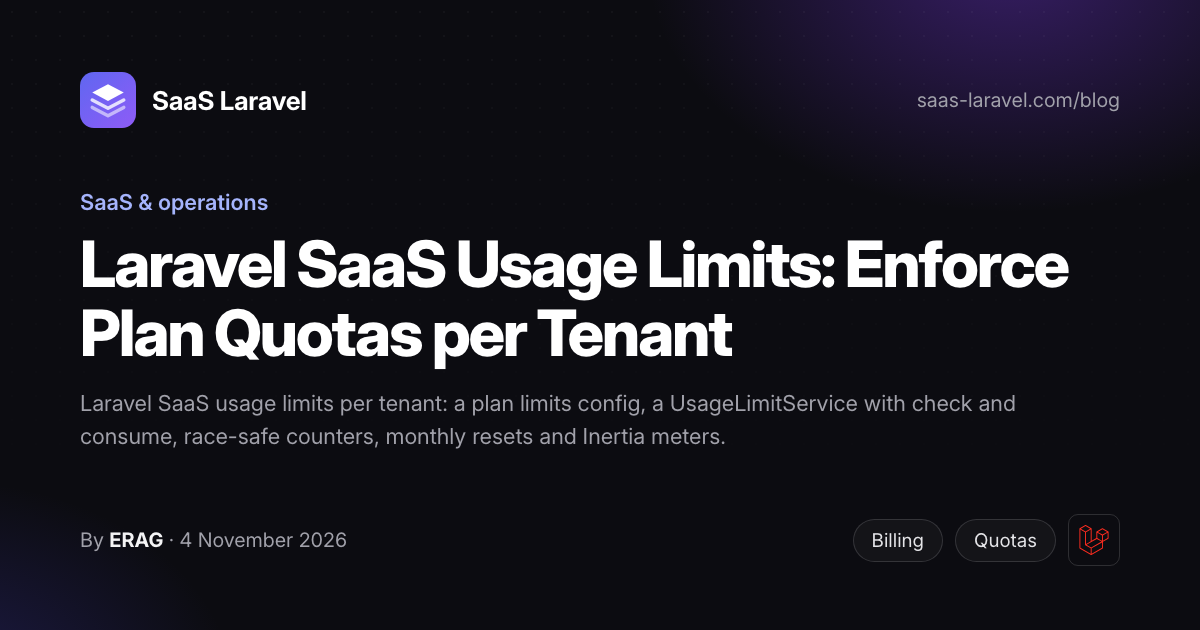 SaaS Laravel
saas-laravel.com/blog
SaaS & operations
Laravel SaaS Usage Limits: Enforce
Plan Quotas per Tenant
Laravel SaaS usage limits per tenant: a plan limits config, a UsageLimitService with check and
consume, race-safe counters, monthly resets and Inertia meters.
By ERAG · 4 November 2026
Billing
Quotas